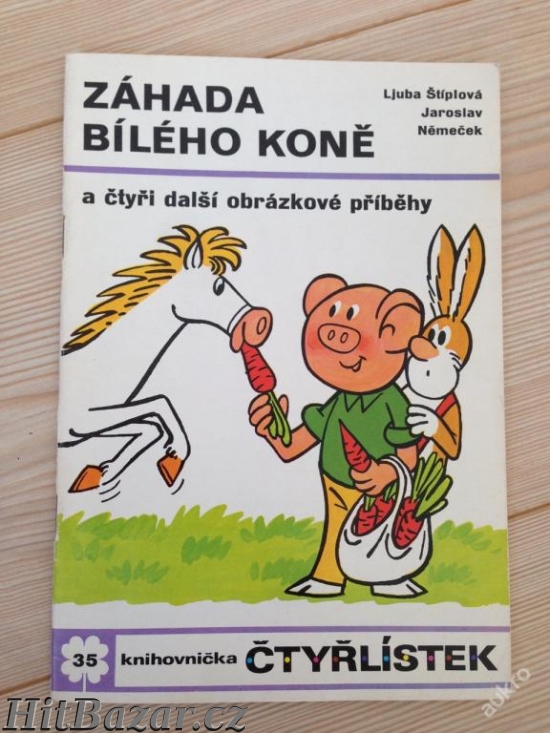 ZÁHADA
BÍLÉHO KONĚ
Ljuba Štíplová
Jaroslav
Němeček
a čtyři další obrázkové příběhy
35 knihovnička ČTYŘLÍSTEK
HitBazar.cz
aukro